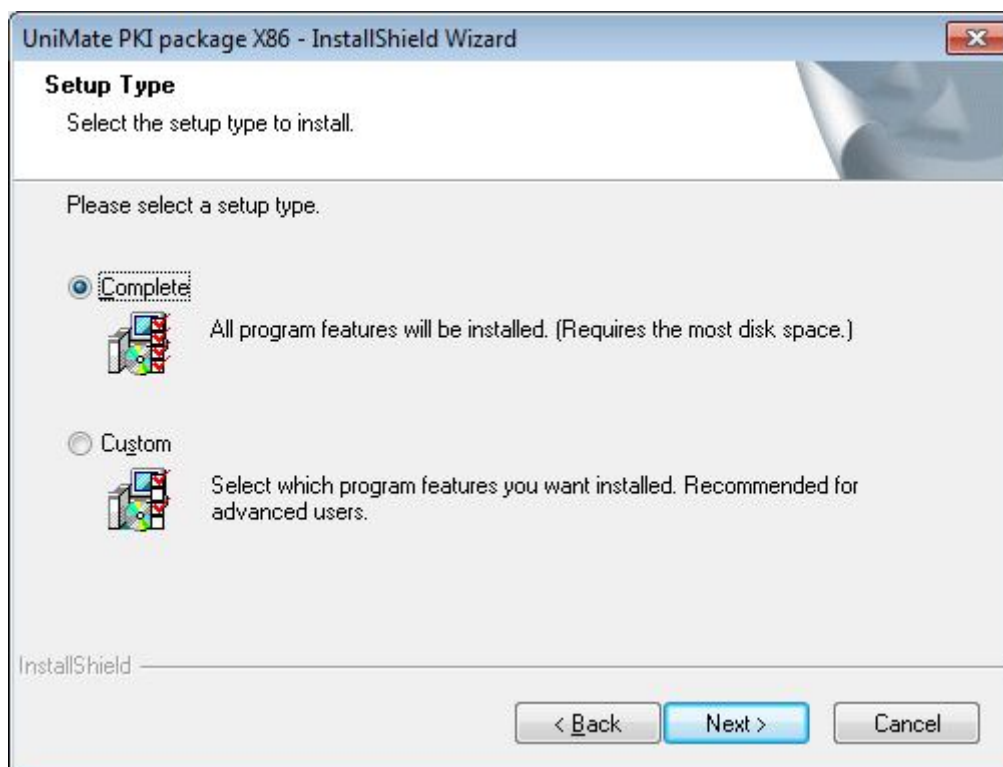 UniMate PKI package X86 - InstallShield Wizard
Setup Type
Select the setup type to install.
Please select a setup type.
Complete
All program features will be installed. (Requires the most disk space.)
Custom
Select which program features you want installed. Recommended for
advanced users.
InstallShield
< Back
Next >
Cancel